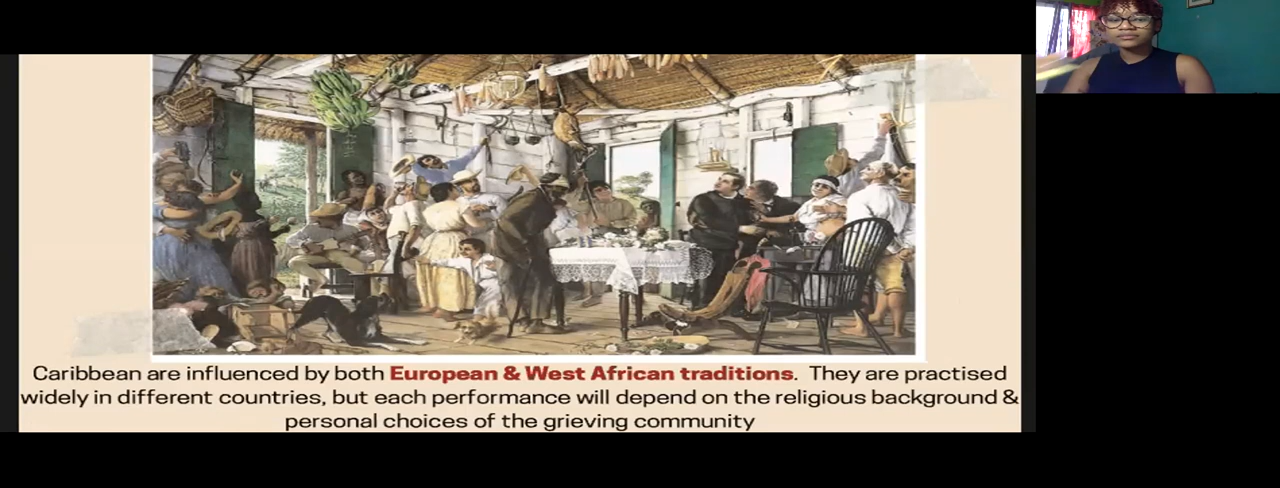 Caribbean are influenced by both European & West African traditions. They are practised
widely in different countries, but each performance will depend on the religious background &
personal choices of the grieving community